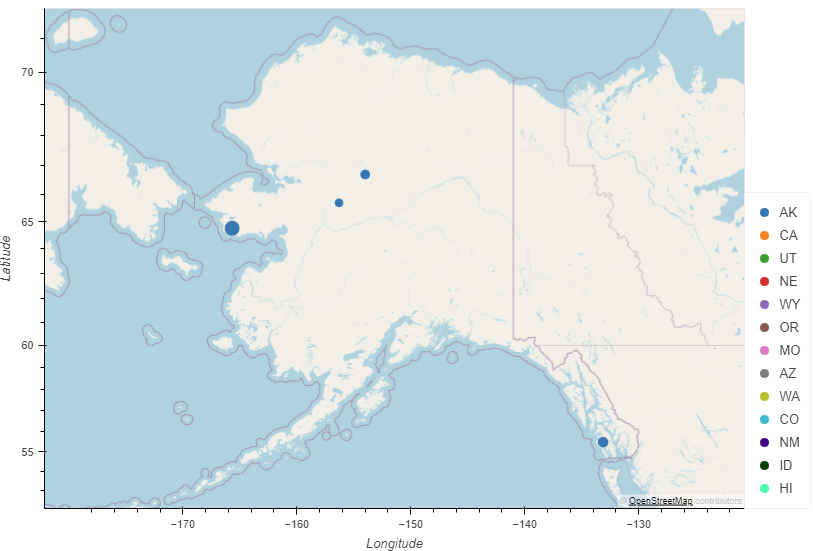 70
65
60
55
Latitude
−170
−160
−150
−140
−130
Longitude
AK
CA
UT
NE
WY
OR
MO
AZ
WA
CO
NM
ID
HI
© OpenStreetMap contributors